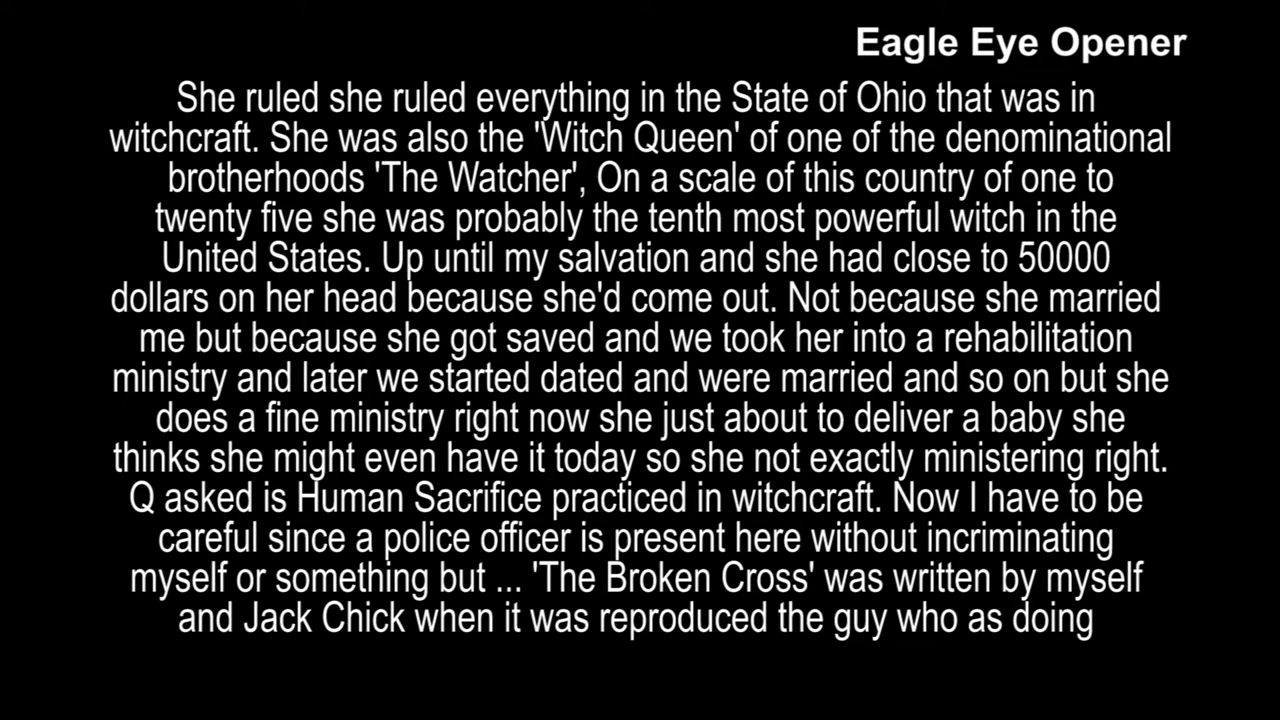 Eagle Eye Opener
She ruled she ruled everything in the State of Ohio that was in
witchcraft. She was also the 'Witch Queen' of one of the denominational
brotherhoods 'The Watcher', On a scale of this country of one to
twenty five she was probably the tenth most powerful witch in the
United States. Up until my salvation and she had close to 50000
dollars on her head because she'd come out. Not because she married
me but because she got saved and we took her into a rehabilitation
ministry and later we started dated and were married and so on but she
does a fine ministry right now she just about to deliver a baby she
thinks she might even have it today so she not exactly ministering right.
Q asked is Human Sacrifice practiced in witchcraft. Now I have to be
careful since a police officer is present here without incriminating
myself or something but ... 'The Broken Cross' was written by myself
and Jack Chick when it was reproduced the guy who as doing